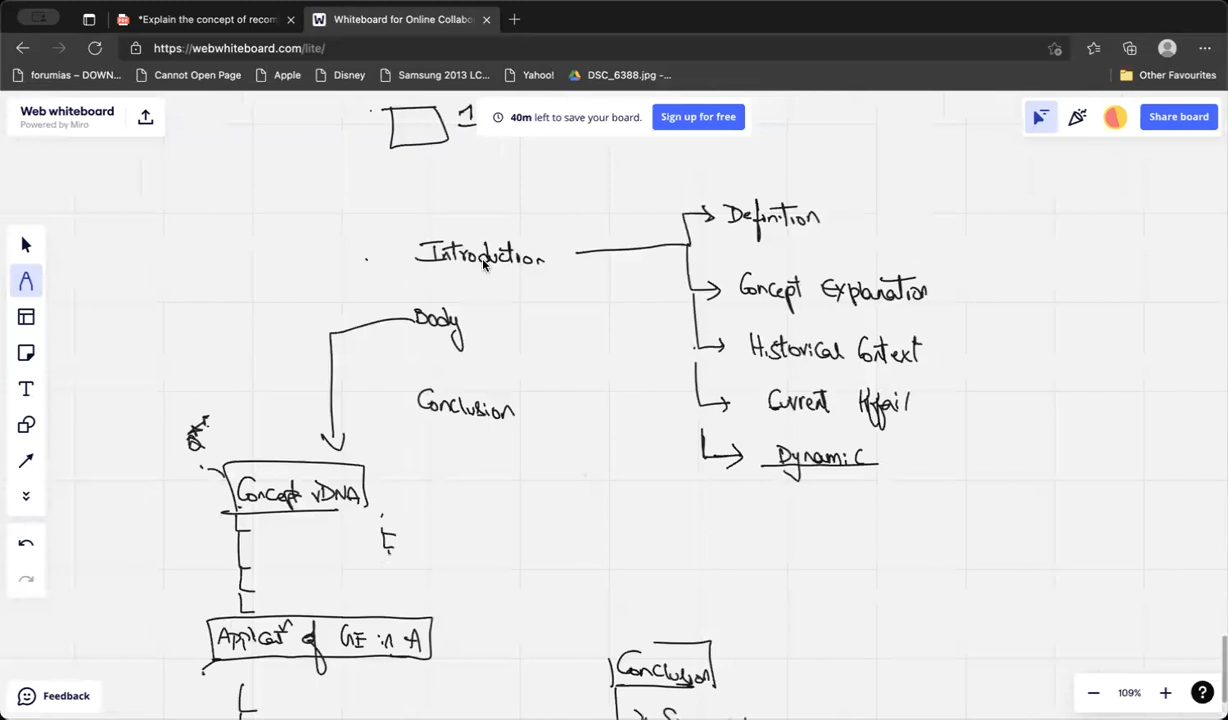 *Explain the concept of recom
Whiteboard for Online Collabo
https://webwhiteboard.com/lite/
forumias – DOWN...
Cannot Open Page
Apple
Disney
Samsung 2013 LC...
Yahoo!
DSC_6388.jpg -...
Other Favourites
Web whiteboard
Powered by Miro
1
40m left to save your board.
Sign up for free
Share board
Definition
Introduction
Concept Explanation
Historical Context
Body
Current Affair
Conclusion
Dynamic
Concept rDNA
Applicatn of GE in A
Conclusion
Feedback
109%